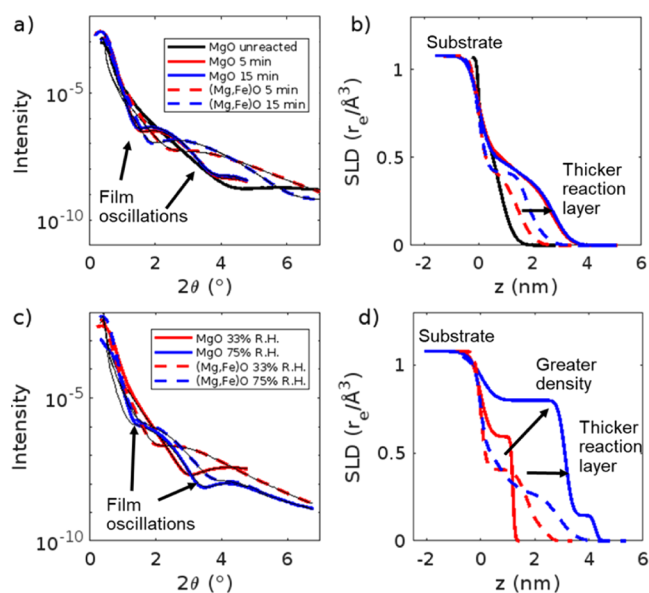 a)
Intensity
10⁻⁵
10⁻¹⁰
MgO unreacted
MgO 5 min
MgO 15 min
(Mg,Fe)O 5 min
(Mg,Fe)O 15 min
Film
oscillations
0 2 4 6
2θ (°)
b)
SLD (rₑ/Å³)
1
0.5
0
Substrate
Thicker
reaction
layer
-2 0 2 4 6
z (nm)
c)
Intensity
10⁻⁵
10⁻¹⁰
MgO 33% R.H.
MgO 75% R.H.
(Mg,Fe)O 33% R.H.
(Mg,Fe)O 75% R.H.
Film
oscillations
0 2 4 6
2θ (°)
d)
SLD (rₑ/Å³)
1
0.5
0
Substrate
Greater
density
Thicker
reaction
layer
-2 0 2 4 6
z (nm)